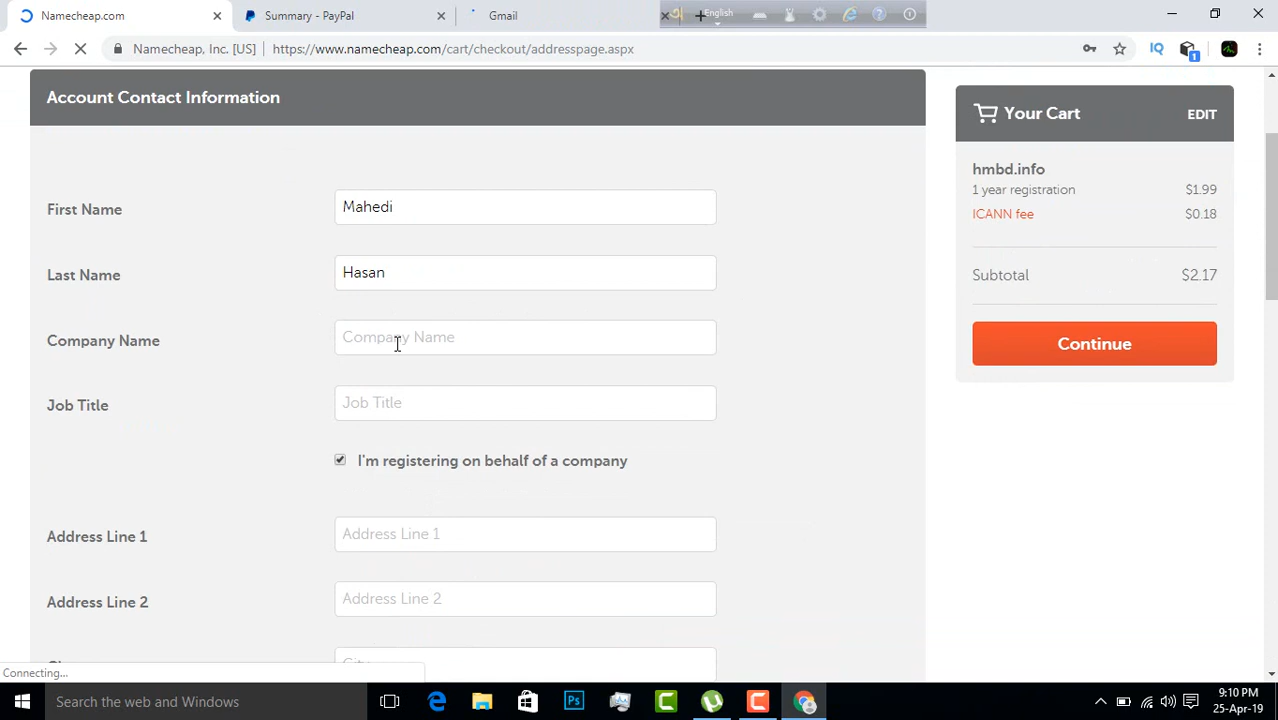 Namecheap.com
Summary - PayPal
Gmail
English
Namecheap, Inc. [US]
https://www.namecheap.com/cart/checkout/addresspage.aspx
IQ
1
Account Contact Information
First Name
Mahedi
Last Name
Hasan
Company Name
Company Name
Job Title
Job Title
I'm registering on behalf of a company
Address Line 1
Address Line 1
Address Line 2
Address Line 2
Your Cart
EDIT
hmbd.info
1 year registration
$1.99
ICANN fee
$0.18
Subtotal
$2.17
Continue
Connecting...
Search the web and Windows
Ps
9:10 PM
25-Apr-19